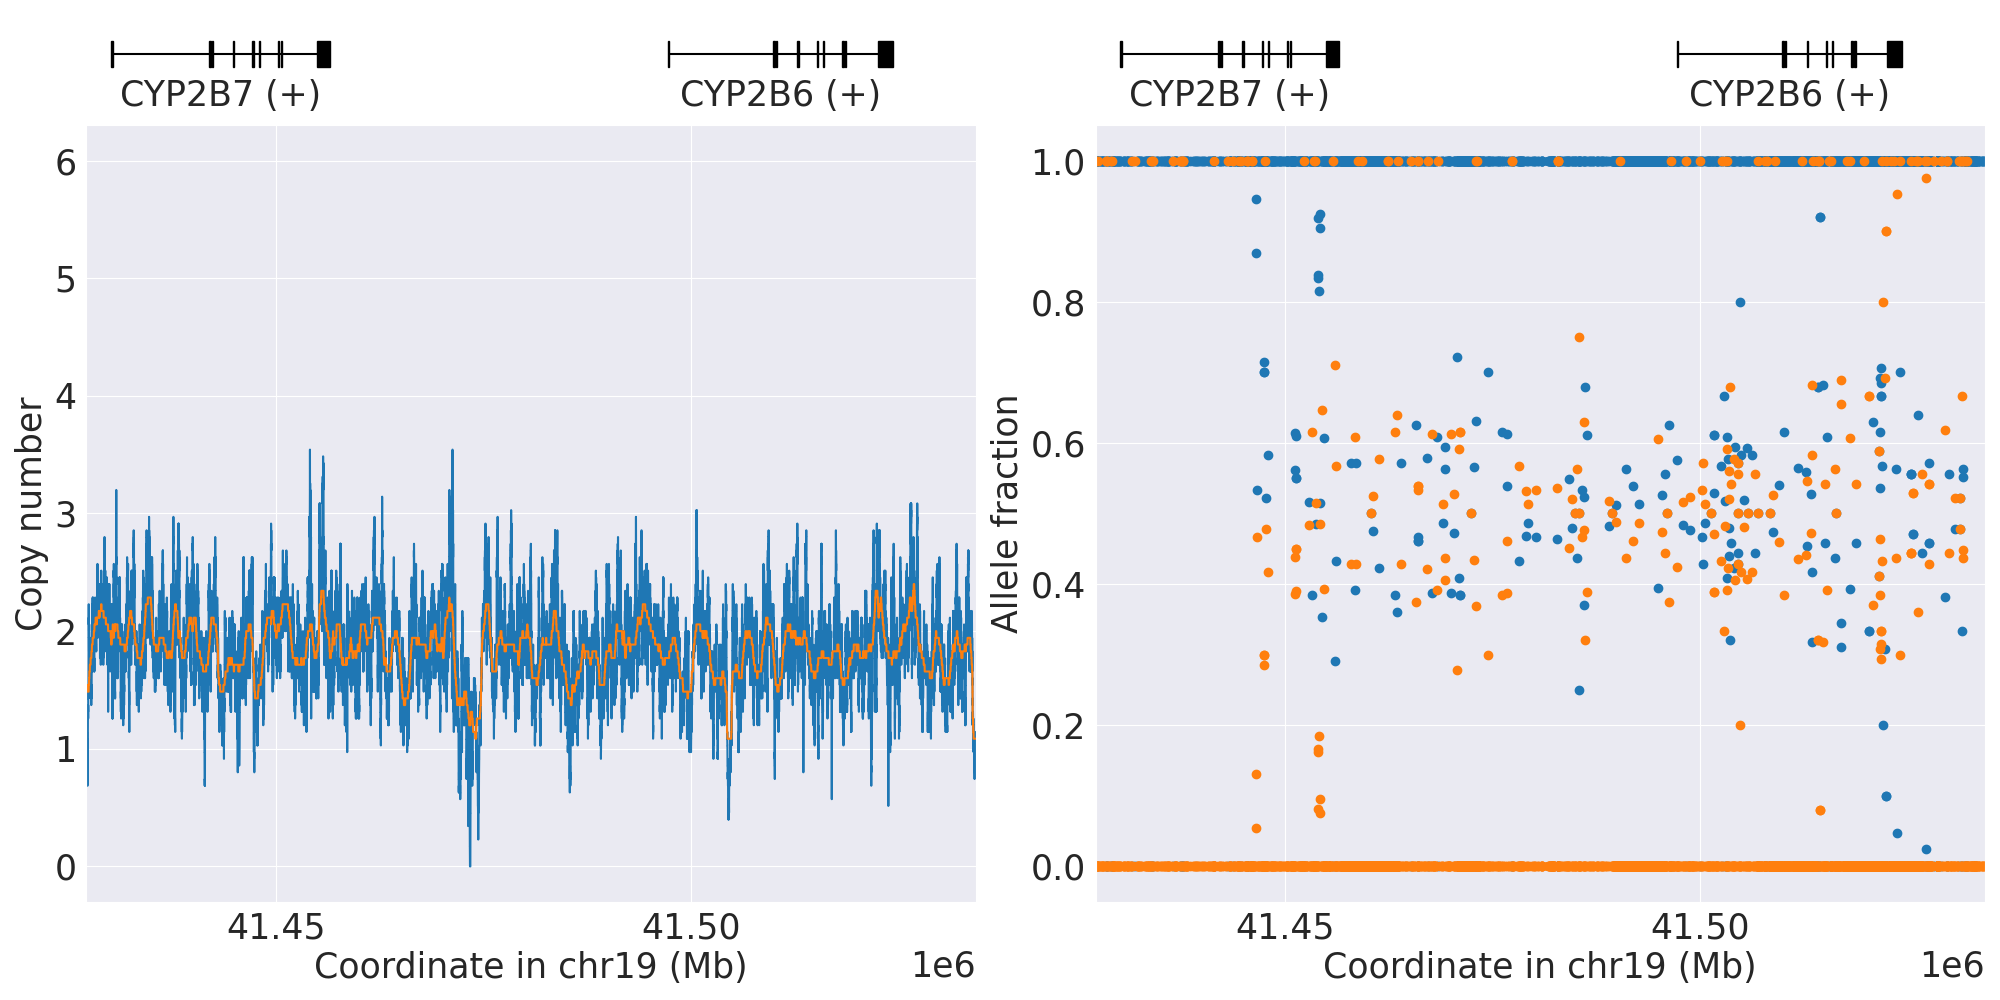 CYP2B7 (+)
CYP2B6 (+)
6
5
4
3
2
1
0
Copy number
41.45
41.50
Coordinate in chr19 (Mb)
1e6
CYP2B7 (+)
CYP2B6 (+)
1.0
0.8
0.6
0.4
0.2
0.0
Allele fraction
41.45
41.50
Coordinate in chr19 (Mb)
1e6